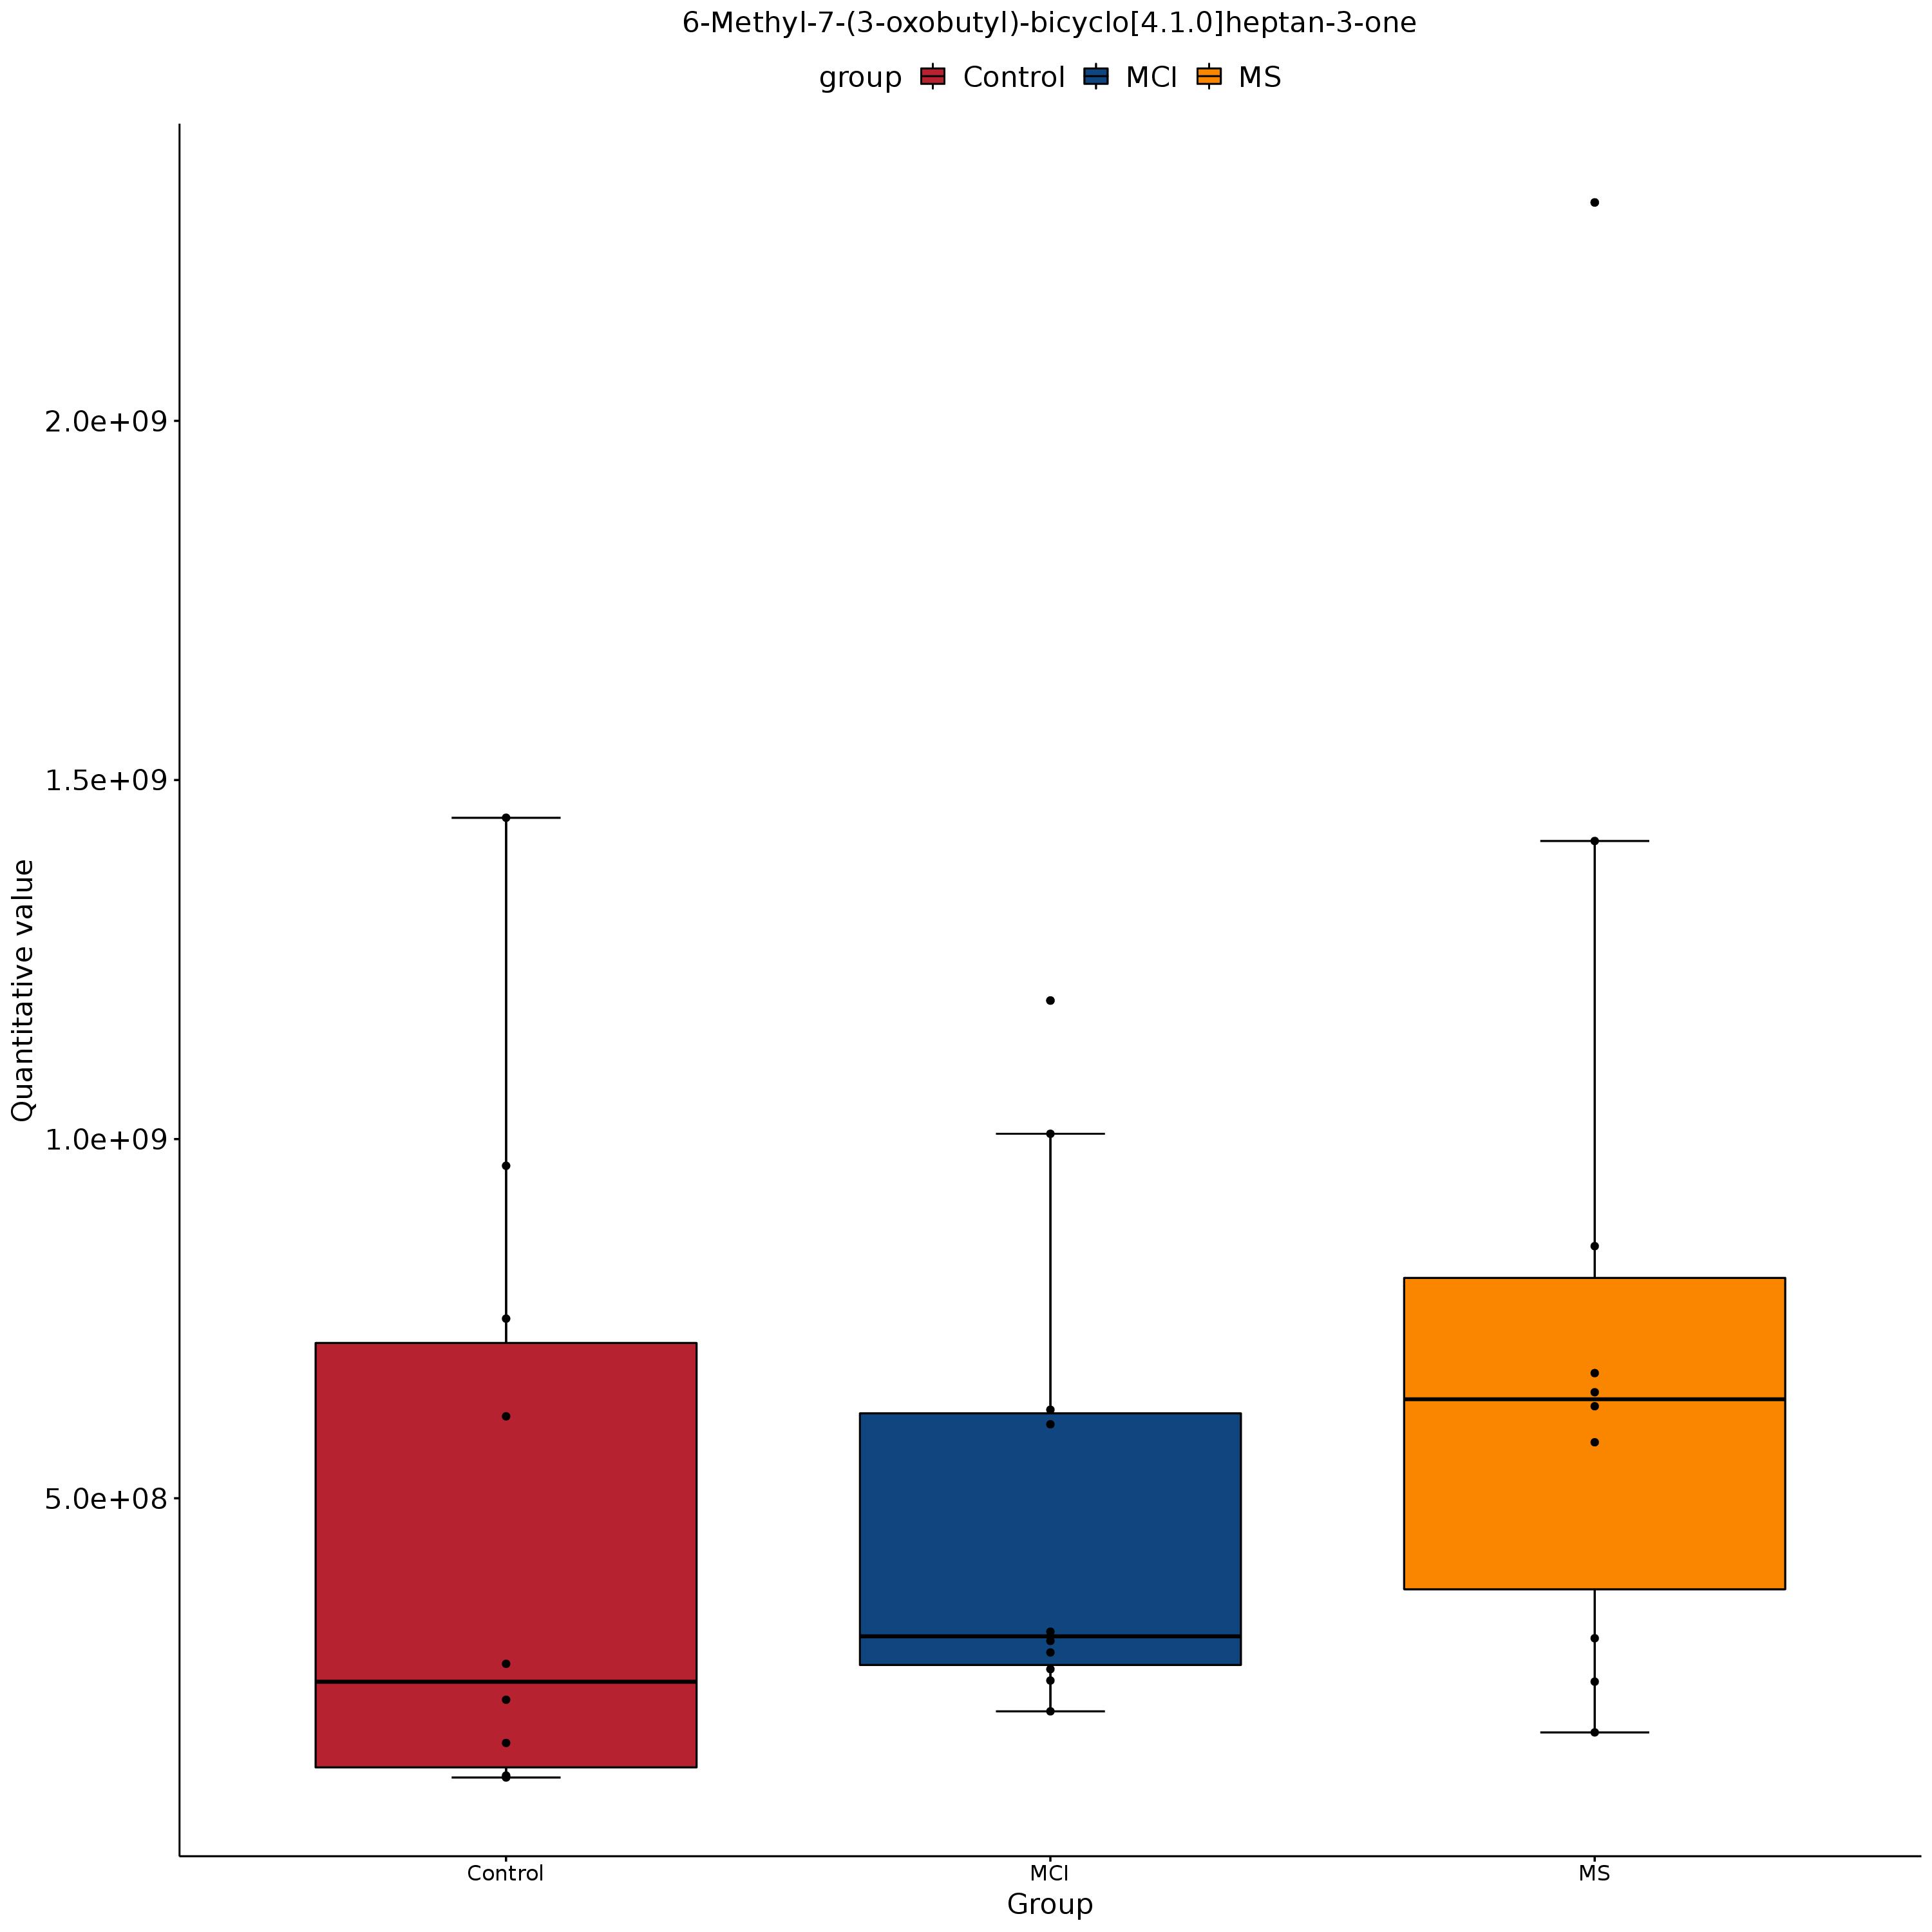 6-Methyl-7-(3-oxobutyl)-bicyclo[4.1.0]heptan-3-one
group Control MCI MS
2.0e+09
1.5e+09
1.0e+09
5.0e+08
Quantitative value
Control MCI MS
Group